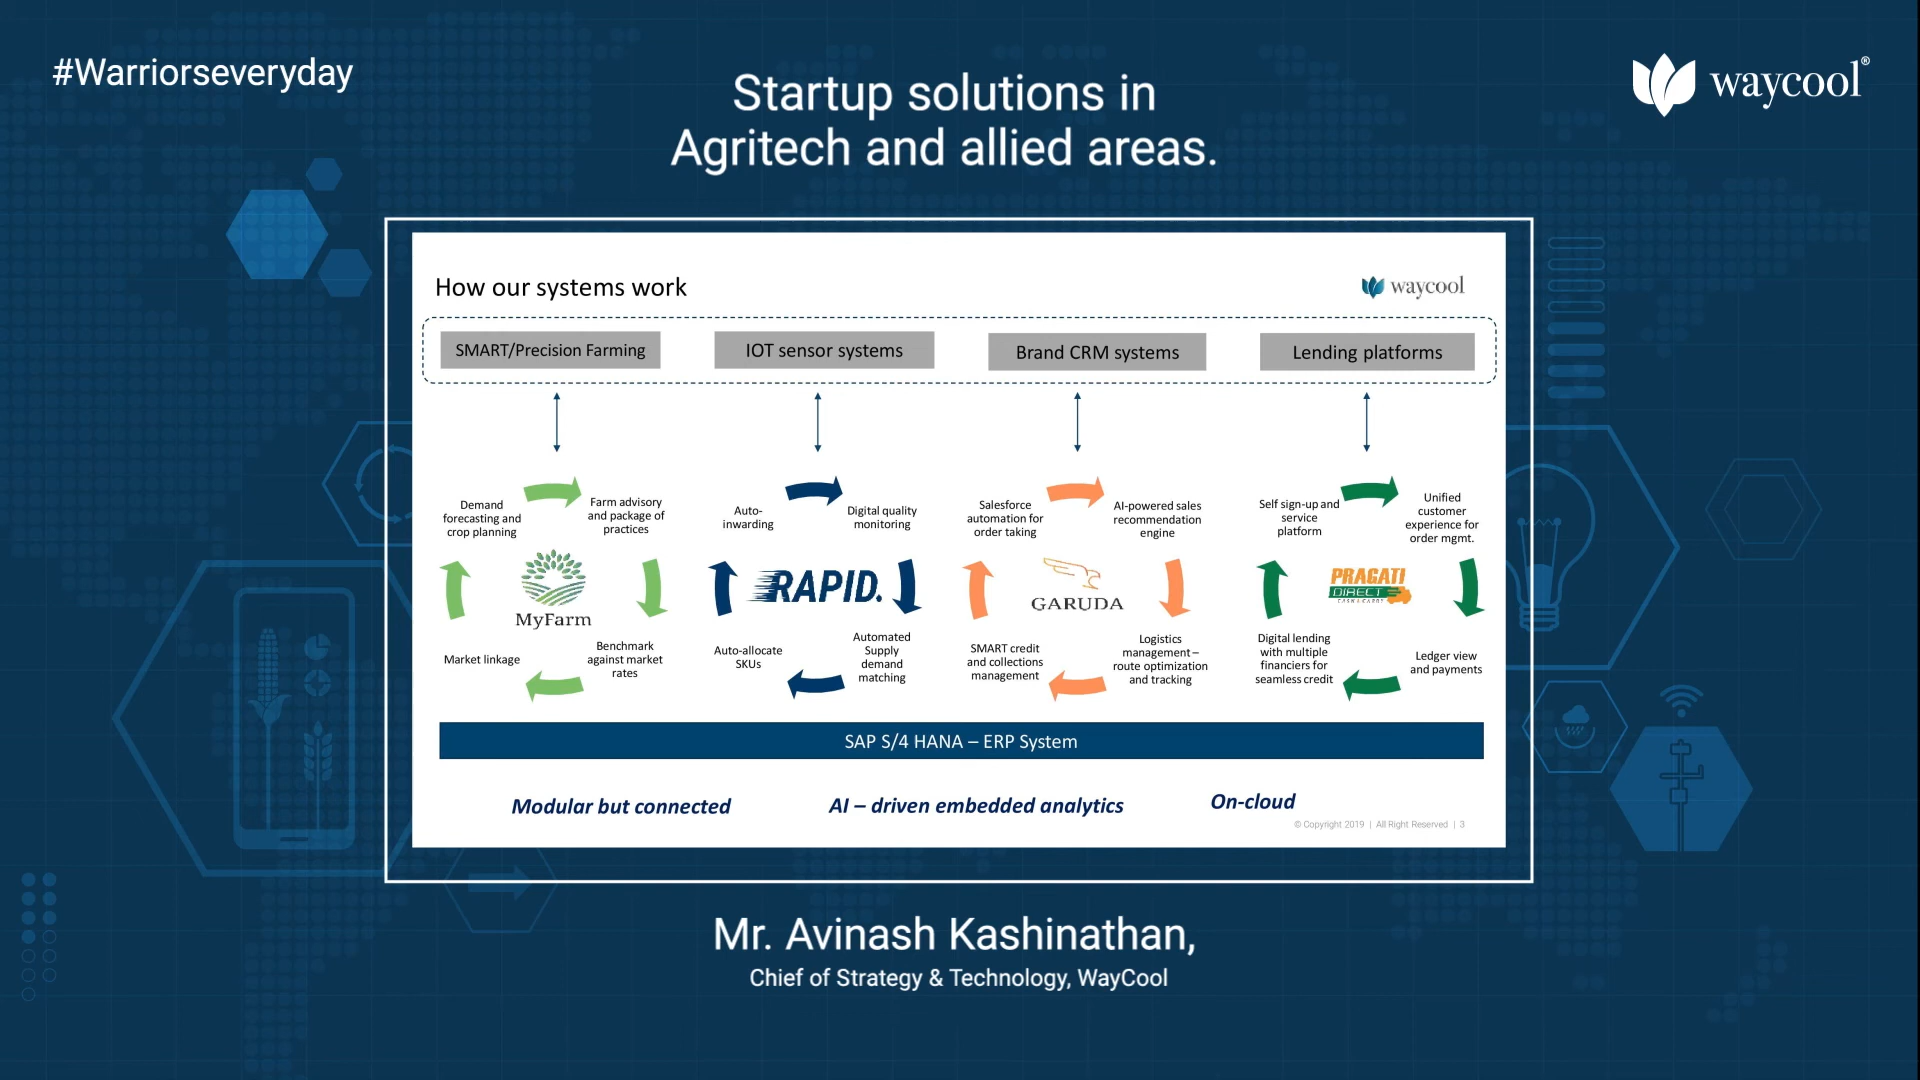 #Warriorseveryday
Startup solutions in
Agritech and allied areas.
waycool®
How our systems work
waycool
SMART/Precision Farming
IOT sensor systems
Brand CRM systems
Lending platforms
Demand
forecasting and
crop planning
Farm advisory
and package of
practices
MyFarm
Market linkage
Benchmark
against market
rates
Auto-
inwarding
Digital quality
monitoring
RAPID.
Auto-allocate
SKUs
Automated
Supply
demand
matching
Salesforce
automation for
order taking
AI-powered sales
recommendation
engine
GARUDA
SMART credit
and collections
management
Logistics
management –
route optimization
and tracking
Self sign-up and
service
platform
Unified
customer
experience for
order mgmt.
PRAGATI
DIRECT
CASH & CARRY
Digital lending
with multiple
financiers for
seamless credit
Ledger view
and payments
SAP S/4 HANA – ERP System
Modular but connected
AI – driven embedded analytics
On-cloud
© Copyright 2019 | All Right Reserved | 3
Mr. Avinash Kashinathan,
Chief of Strategy & Technology, WayCool